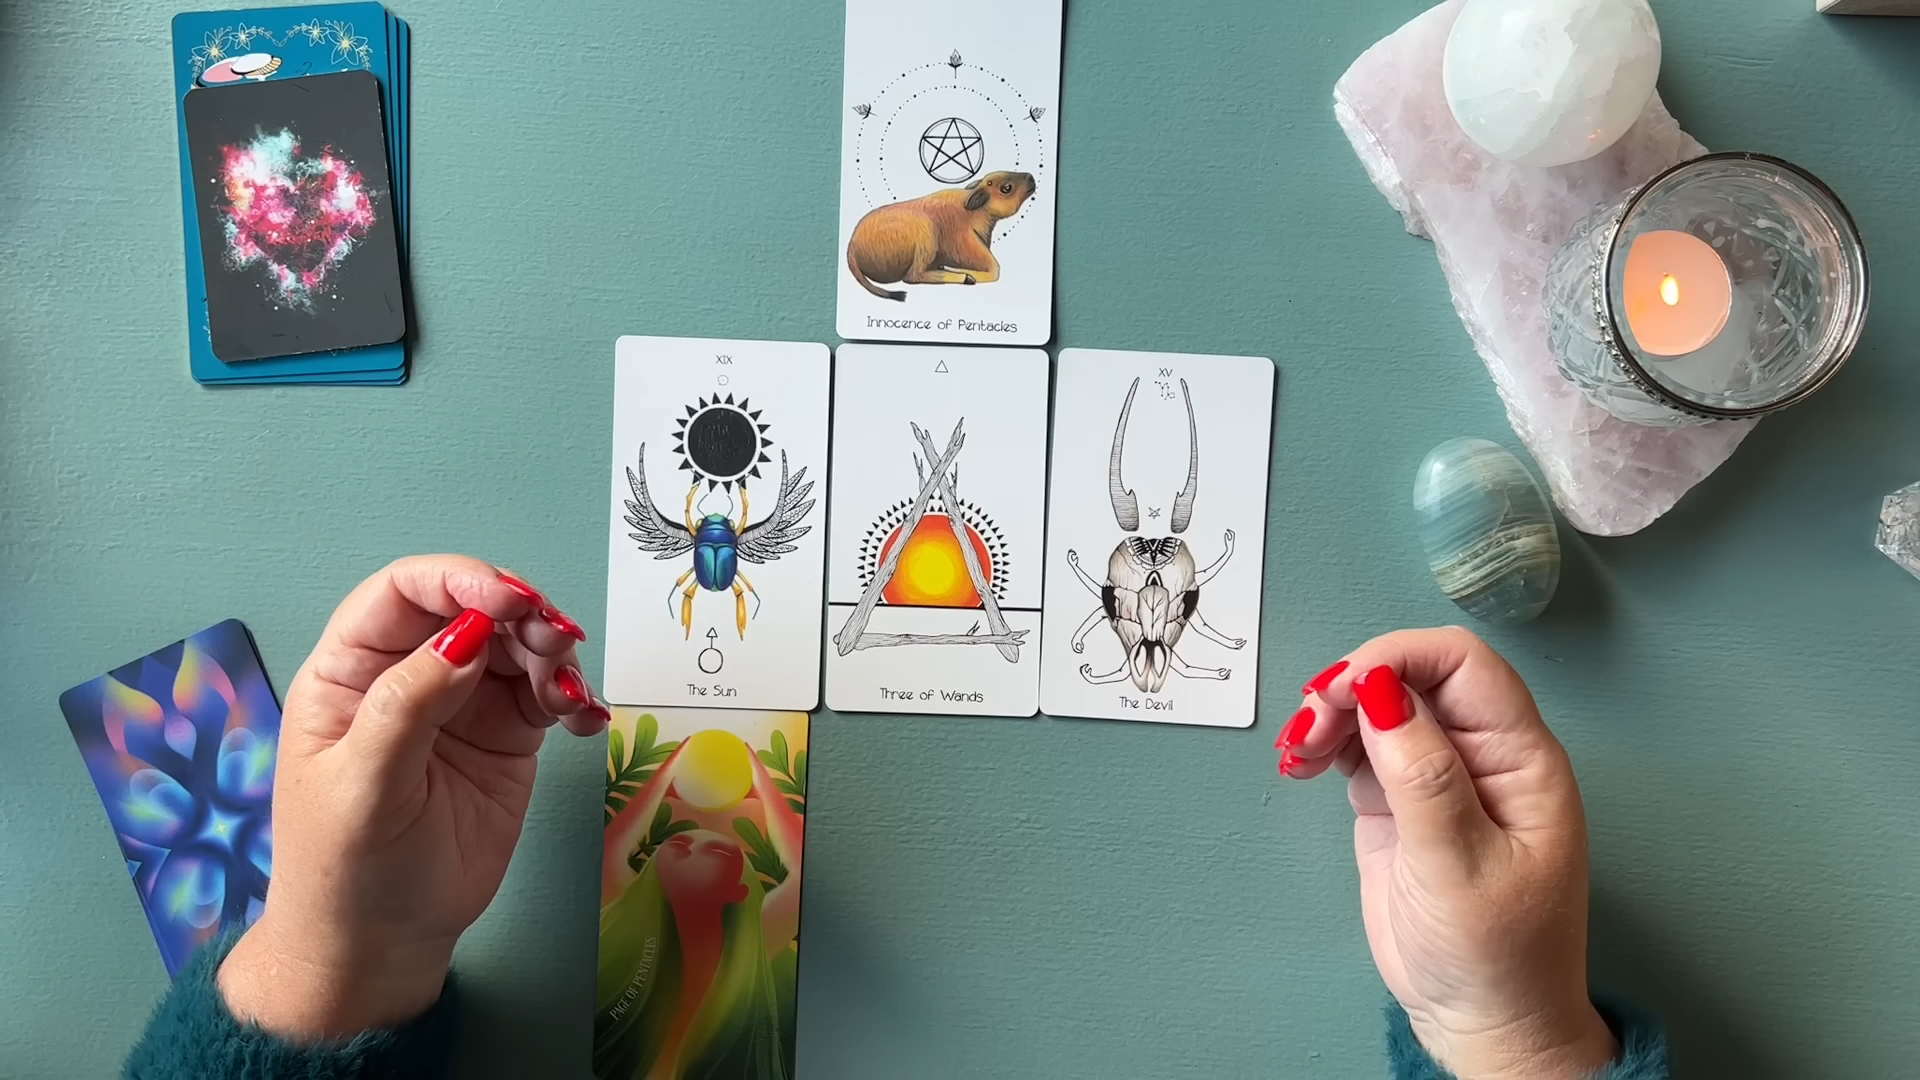 Innocence of Pentacles
XIX
The Sun
Three of Wands
XV
The Devil
PAGE OF PENTACLES